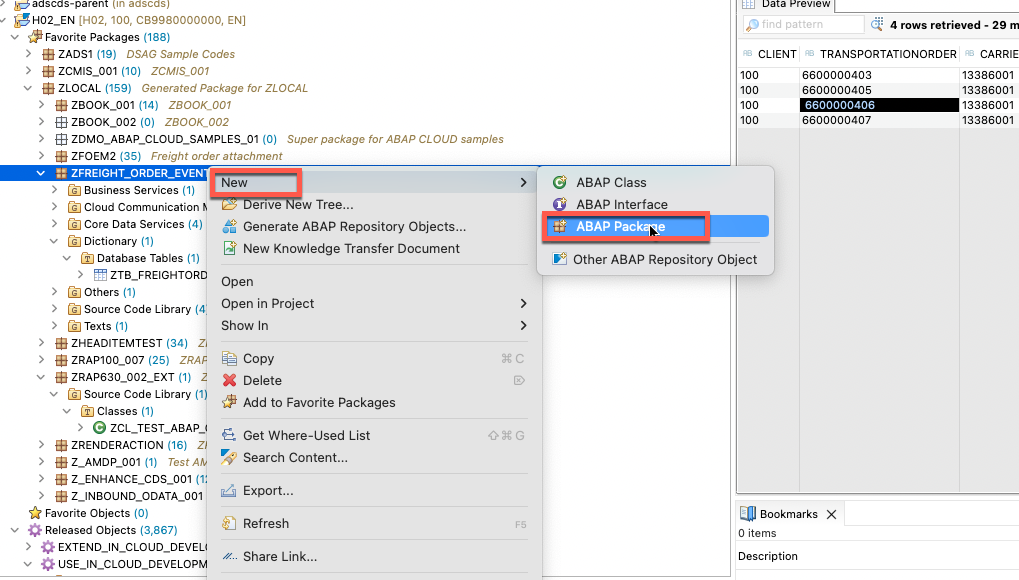 adscds-parent (in adscds)
H02_EN [H02, 100, CB9980000000, EN]
Favorite Packages (188)
ZADS1 (19) DSAG Sample Codes
ZCMIS_001 (10) ZCMIS_001
ZLOCAL (159) Generated Package for ZLOCAL
ZBOOK_001 (14) ZBOOK_001
ZBOOK_002 (0) ZBOOK_002
ZDMO_ABAP_CLOUD_SAMPLES_01 (0) Super package for ABAP CLOUD samples
ZFOEM2 (35) Freight order attachment
ZFREIGHT_ORDER_EVENT
Business Services (1)
Cloud Communication M
Core Data Services (4)
Dictionary (1)
Database Tables (1)
ZTB_FREIGHTORD
Others (1)
Source Code Library (4
Texts (1)
ZHEADITEMTEST (34)
ZRAP100_007 (25) ZRAP
ZRAP630_002_EXT (1)
Source Code Library (1)
Classes (1)
ZCL_TEST_ABAP_
ZRENDERACTION (16)
Z_AMDP_001 (1) Test AM
Z_ENHANCE_CDS_001 (12
Z_INBOUND_ODATA_001
Favorite Objects (0)
Released Objects (3,867)
EXTEND_IN_CLOUD_DEVELO
USE_IN_CLOUD_DEVELOPM
New
Derive New Tree...
Generate ABAP Repository Objects...
New Knowledge Transfer Document
Open
Open in Project
Show In
Copy ⌘ C
Delete
Add to Favorite Packages
Get Where-Used List ⇧⌘ G
Search Content...
Export...
Refresh F5
Share Link...
ABAP Class
ABAP Interface
ABAP Package
Other ABAP Repository Object
Data Preview
find pattern 4 rows retrieved - 29 m
CLIENT TRANSPORTATIONORDER CARRIE
100 6600000403 13386001
100 6600000405 13386001
100 6600000406 13386001
100 6600000407 13386001
Bookmarks
0 items
Description